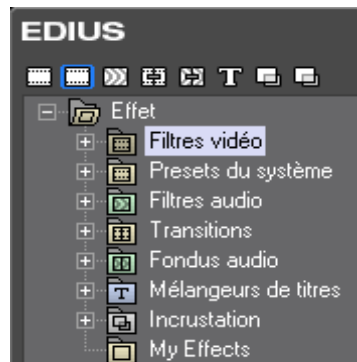 EDIUS
Effet
Filtres vidéo
Presets du système
Filtres audio
Transitions
Fondus audio
Mélangeurs de titres
Incrustation
My Effects